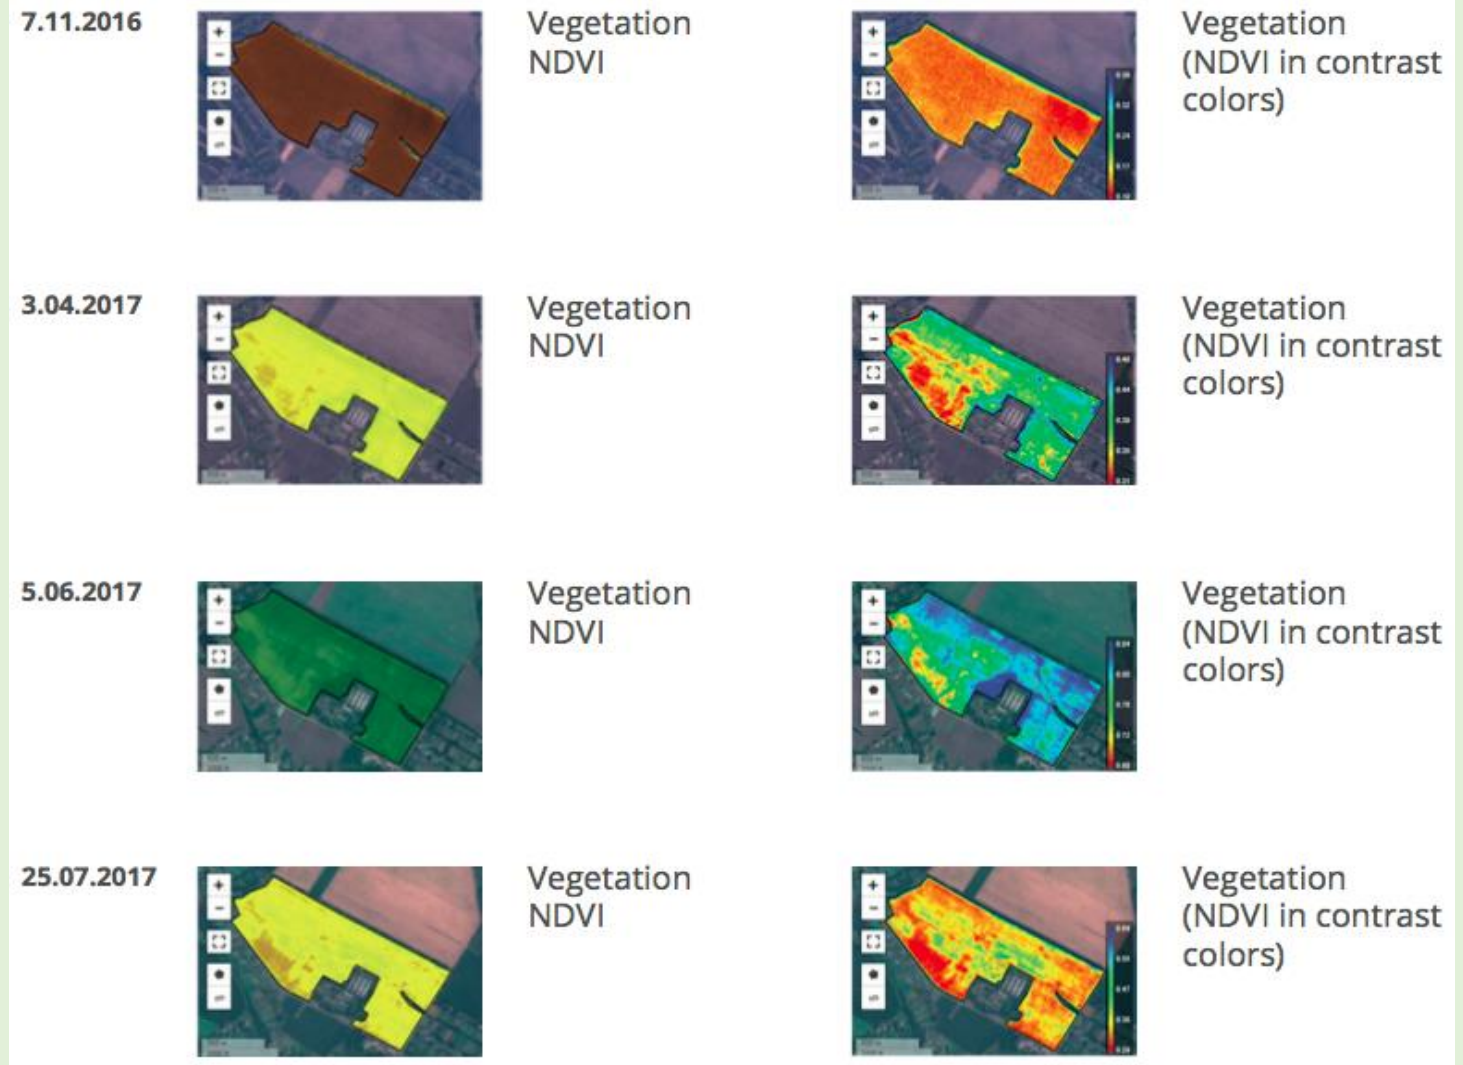 7.11.2016
Vegetation
NDVI
Vegetation
(NDVI in contrast
colors)
3.04.2017
Vegetation
NDVI
Vegetation
(NDVI in contrast
colors)
5.06.2017
Vegetation
NDVI
Vegetation
(NDVI in contrast
colors)
25.07.2017
Vegetation
NDVI
Vegetation
(NDVI in contrast
colors)